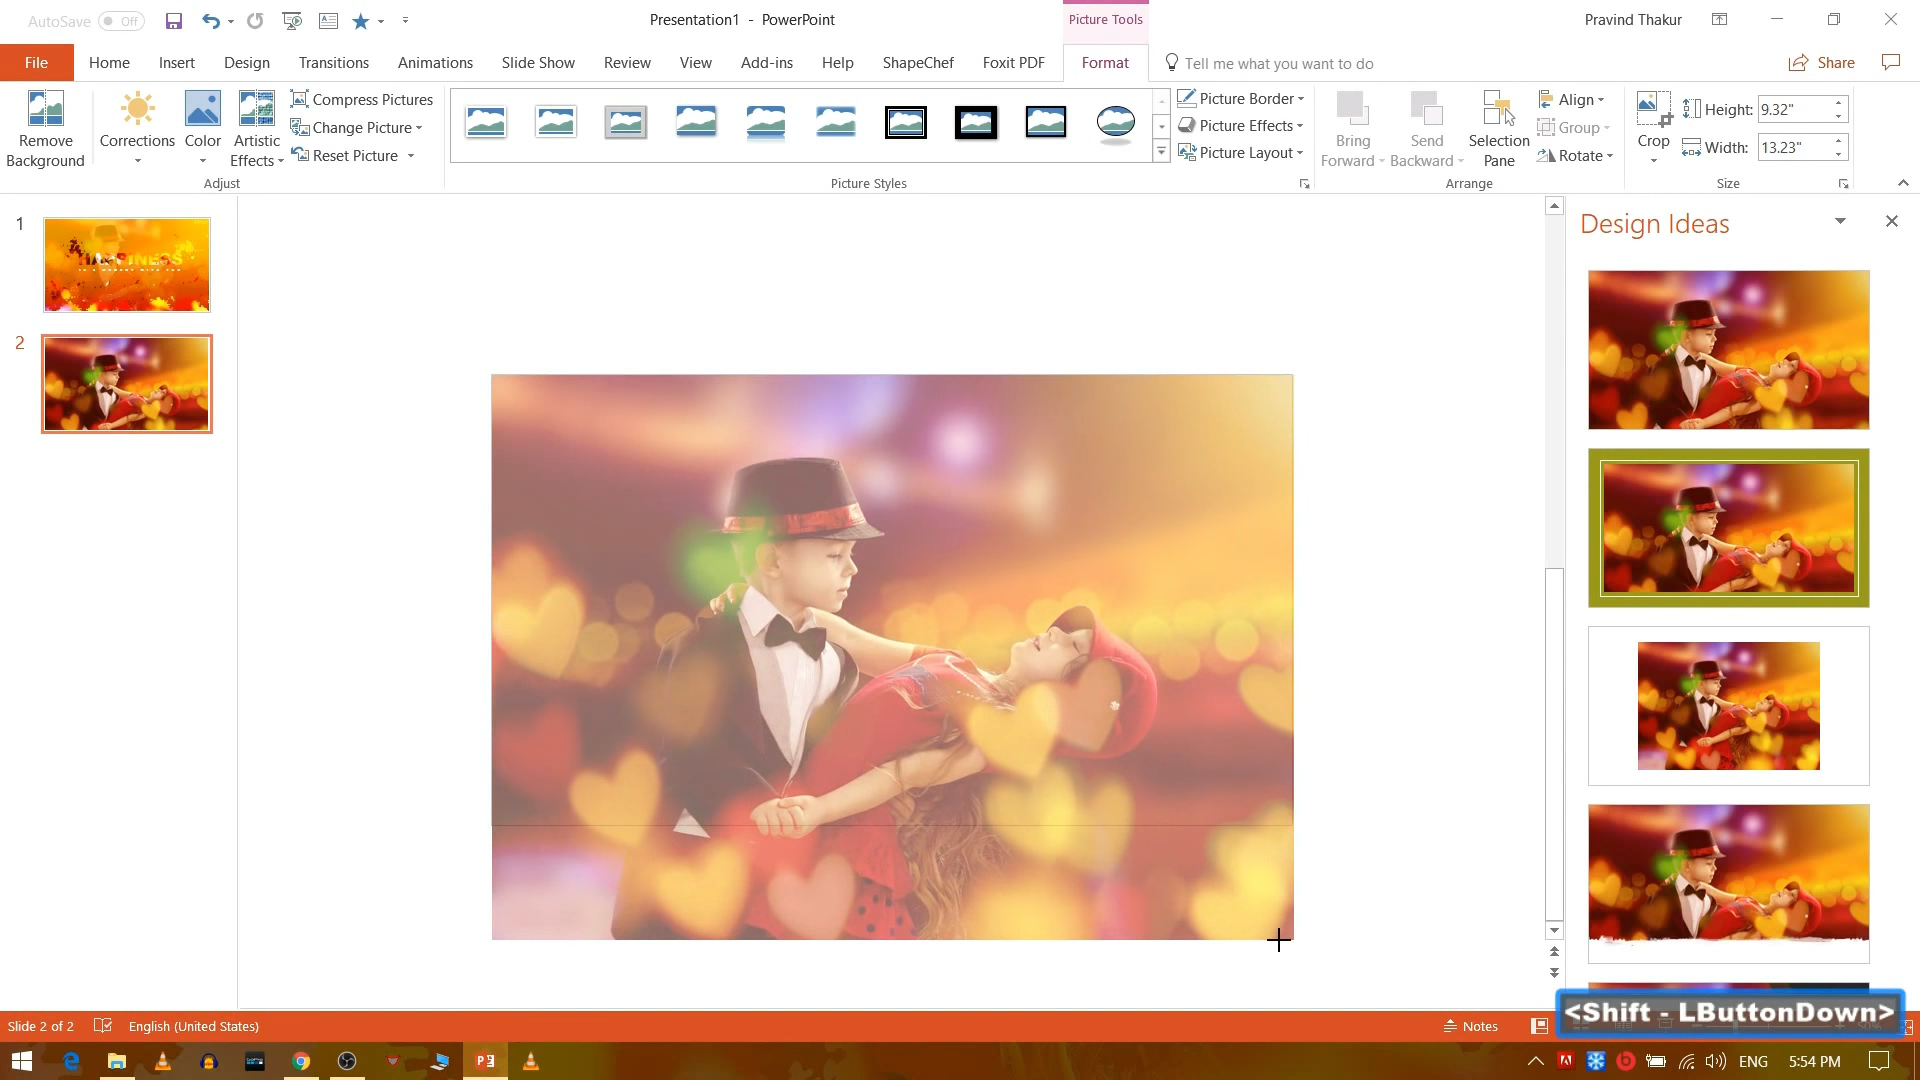 AutoSave Off
Presentation1 - PowerPoint
Picture Tools
Pravind Thakur
File Home Insert Design Transitions Animations Slide Show Review View Add-ins Help ShapeChef Foxit PDF Format Tell me what you want to do Share
Remove Background
Corrections
Color
Artistic Effects
Compress Pictures
Change Picture
Reset Picture
Adjust
Picture Styles
Picture Border
Picture Effects
Picture Layout
Bring Forward
Send Backward
Selection Pane
Align
Group
Rotate
Arrange
Crop
Height: 9.32"
Width: 13.23"
Size
1
HAPPINESS
2
Design Ideas
<Shift - LButtonDown>
Slide 2 of 2
English (United States)
Notes
ENG
5:54 PM